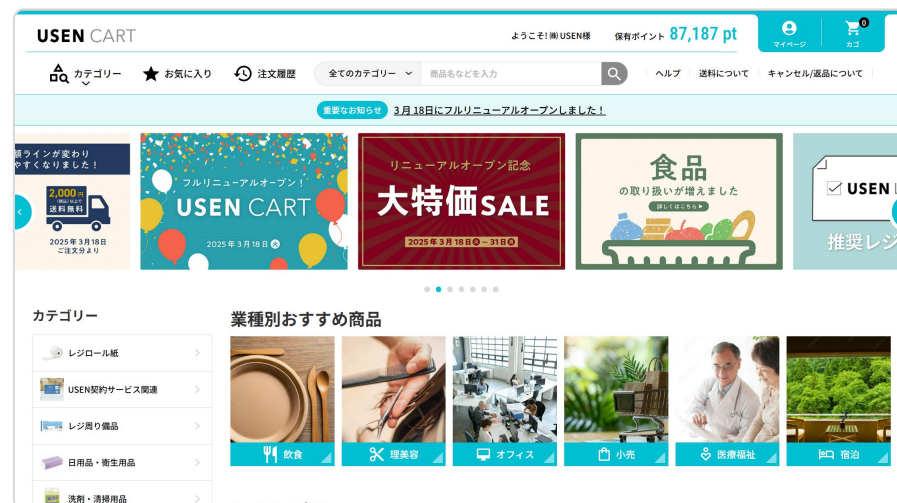 USEN CART
ようこそ! ㈱USEN様
保有ポイント 87,187 pt
マイページ
0
カゴ
カテゴリー
お気に入り
注文履歴
全てのカテゴリー
商品名などを入力
ヘルプ
送料について
キャンセル/返品について
重要なお知らせ
3月18日にフルリニューアルオープンしました！
額ラインが変わり
やすくなりました！
2,000円
(税込)以上で
送料無料
2025年3月18日
ご注文分より
フルリニューアルオープン！
USEN CART
2025年3月18日 火
リニューアルオープン記念
大特価SALE
2025年3月18日火～31日月
食品
の取り扱いが増えました
詳しくはこちら
USEN
推奨レジ
カテゴリー
レジロール紙
USEN契約サービス関連
レジ周り備品
日用品・衛生用品
洗剤・清掃用品
業種別おすすめ商品
飲食
理美容
オフィス
小売
医療福祉
宿泊